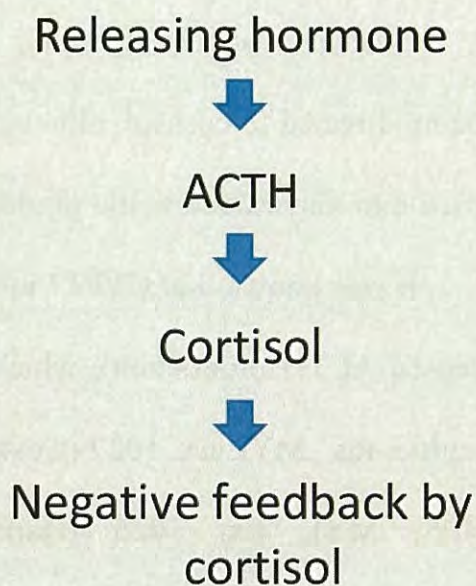 Releasing hormone
ACTH
Cortisol
Negative feedback by
cortisol